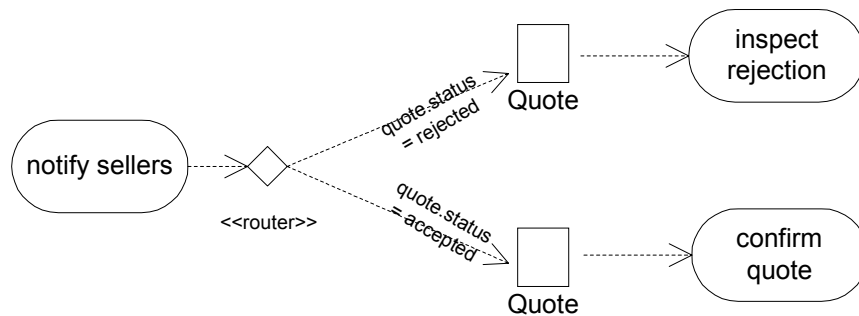 inspect
rejection
quote.status
= rejected
Quote
notify sellers
<<router>>
quote.status
= accepted
confirm
quote
Quote